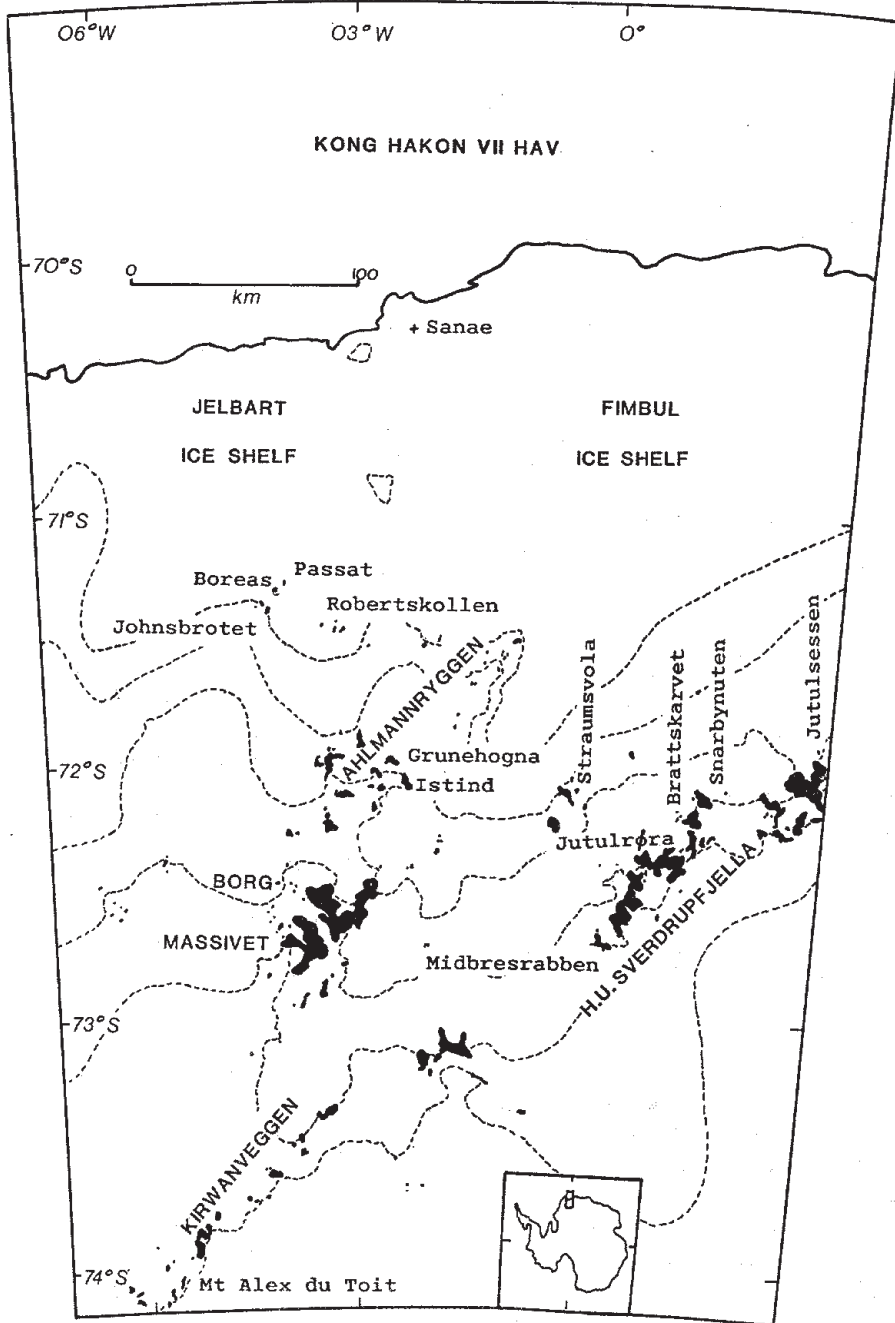 06°W
03°W
0°
KONG HAKON VII HAV
70°S
0
100
km
+ Sanae
JELBART
ICE SHELF
FIMBUL
ICE SHELF
71°S
Boreas
Passat
Robertskollen
Johnsbrotet
AHLMANNRYGGEN
Straumsvola
Brattskarvet
Snarbynuten
Jutulsessen
72°S
Grunehogna
Istind
Jutulrøra
BORG
MASSIVET
Midbresrabben
H.U. SVERDRUPFJELLA
73°S
KIRWANVEGGEN
74°S
Mt Alex du Toit